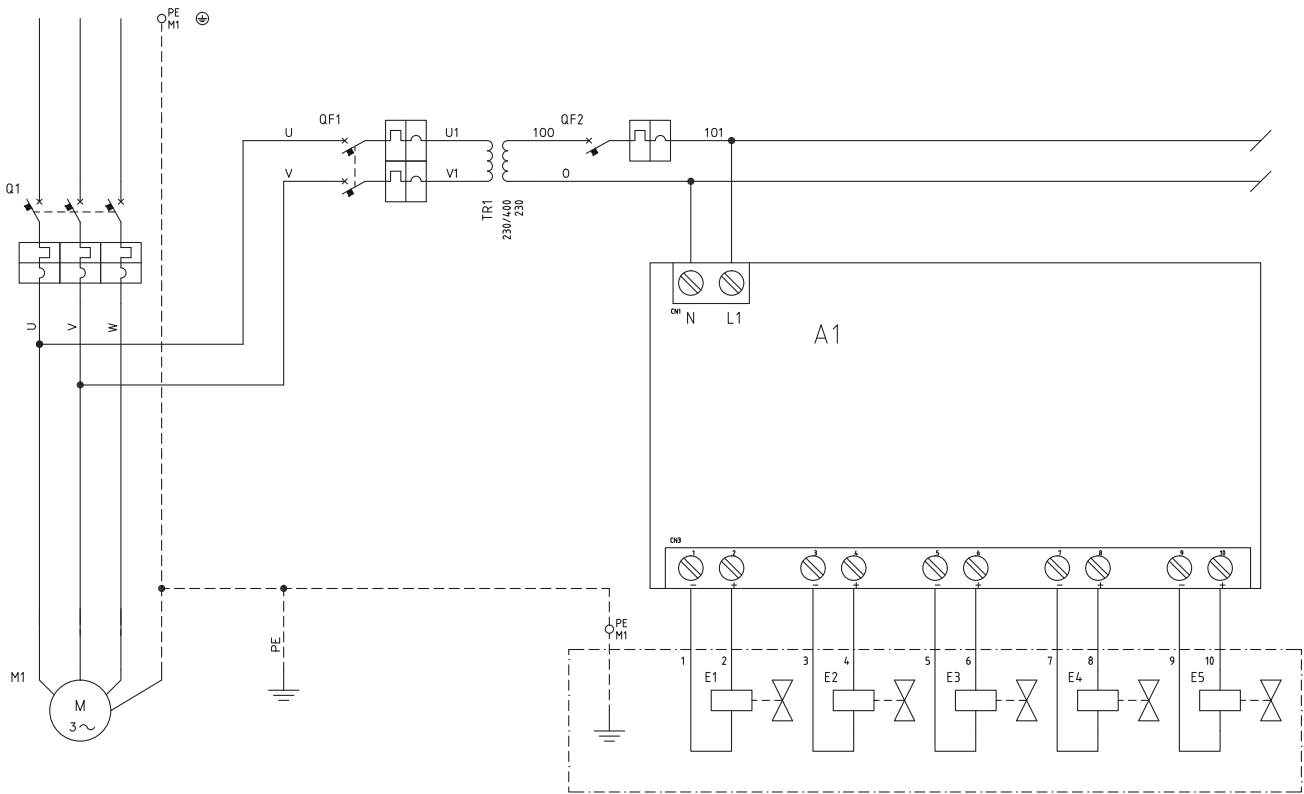 PE
M1
QF1
U
U1
100
QF2
101
V
V1
0
Q1
TR1
230/400
230
CN1
N
L1
U
V
W
A1
CN3
1 2 3 4 5 6 7 8 9 10
- + - + - + - + - +
PE
M1
PE
1 2 3 4 5 6 7 8 9 10
M1
E1 E2 E3 E4 E5
M
3~